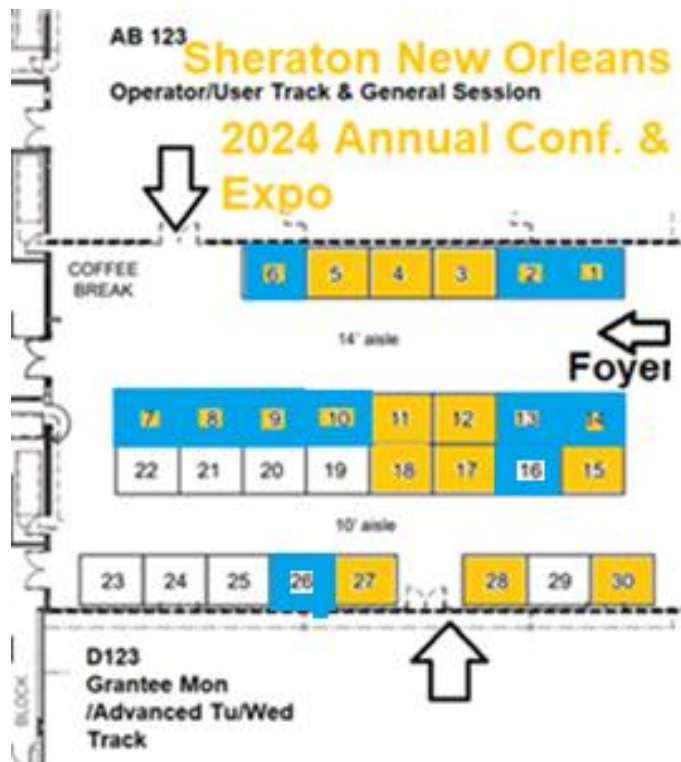 AB 123
Sheraton New Orleans
Operator/User Track & General Session
2024 Annual Conf. &
Expo
COFFEE
BREAK
6 5 4 3 2 1
14' aisle
Foyer
7 8 9 10 11 12 13 14
22 21 20 19 18 17 16 15
10' aisle
23 24 25 26 27 28 29 30
D123
Grantee Mon
/Advanced Tu/Wed
Track
BLOCK